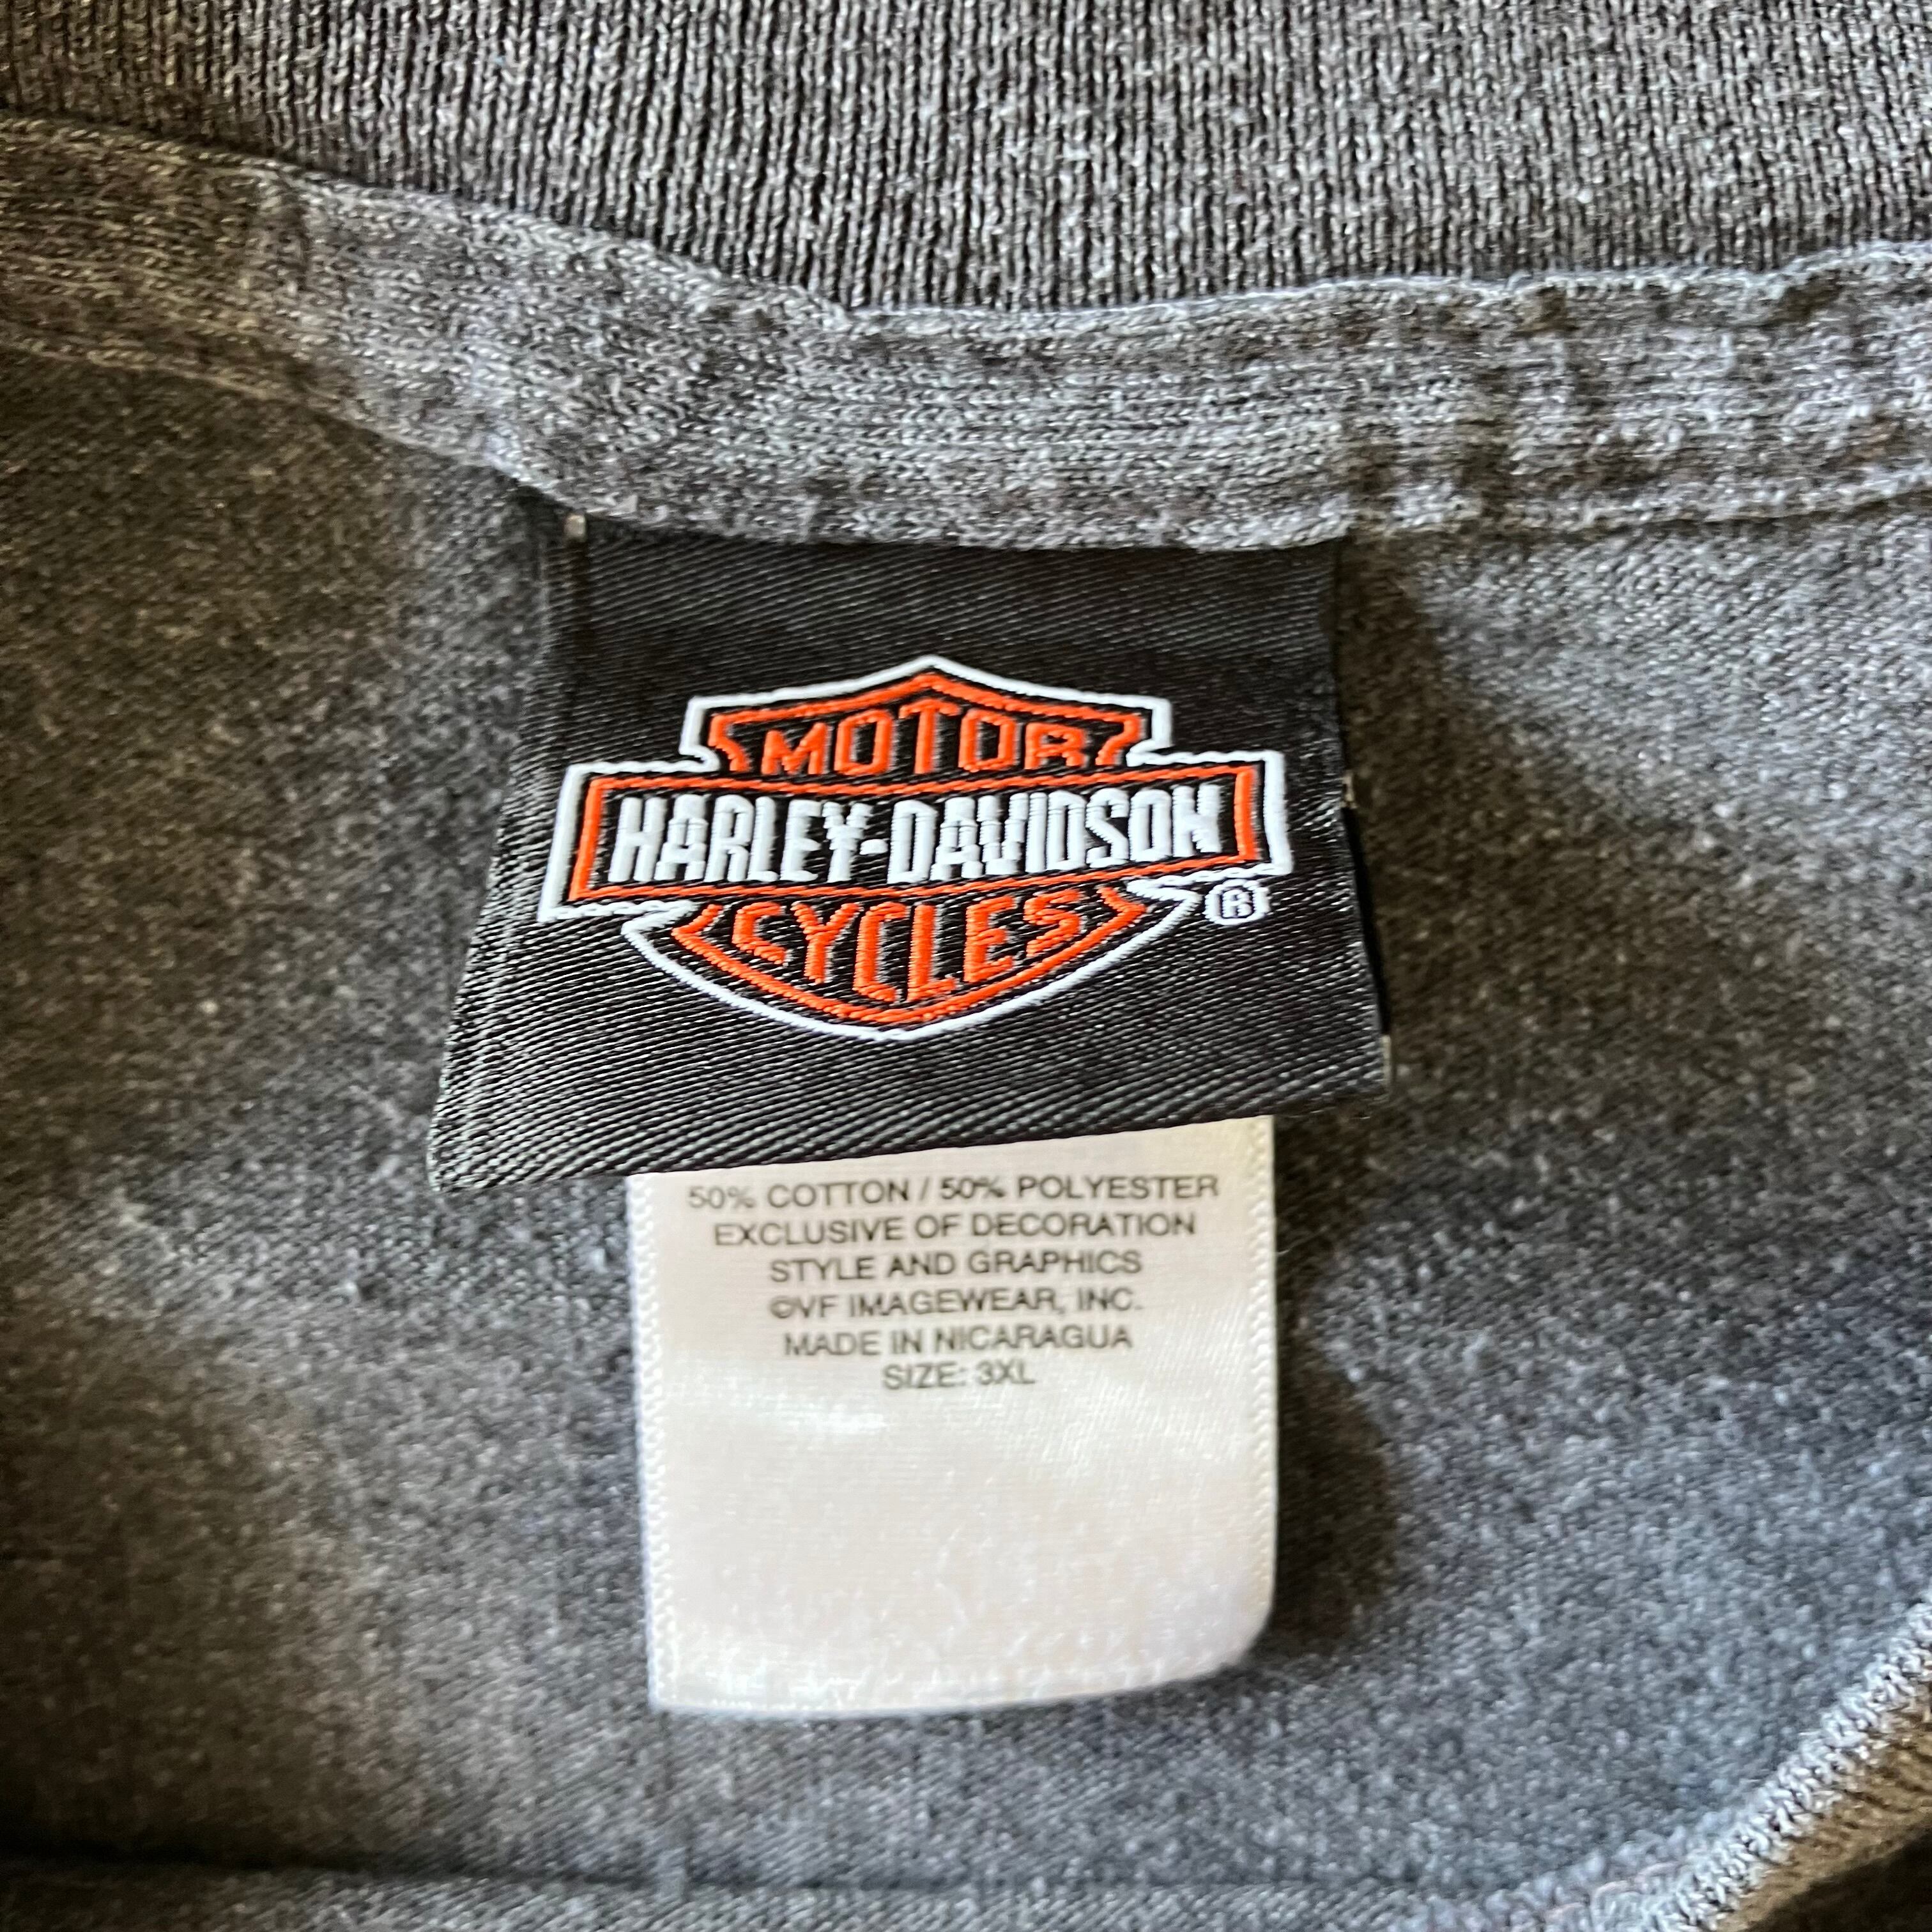 MOTOR
HARLEY-DAVIDSON
CYCLES
®
50% COTTON / 50% POLYESTER
EXCLUSIVE OF DECORATION
STYLE AND GRAPHICS
©VF IMAGEWEAR, INC.
MADE IN NICARAGUA
SIZE: 3XL